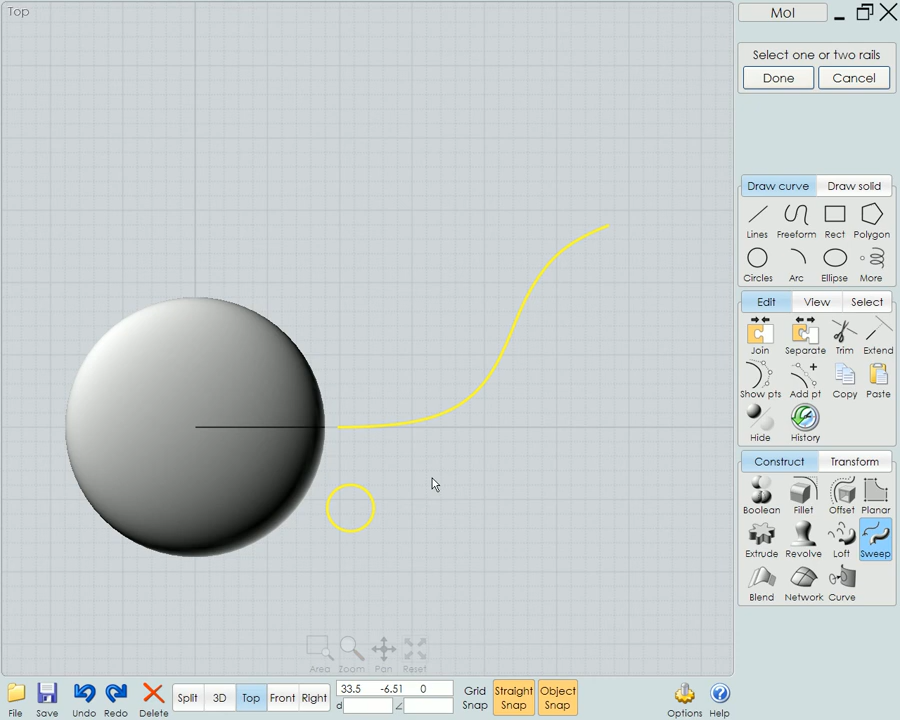 Top
MoI
Select one or two rails
Done Cancel
Draw curve Draw solid
Lines Freeform Rect Polygon
Circles Arc Ellipse More
Edit View Select
Join Separate Trim Extend
Show pts Add pt Copy Paste
Hide History
Construct Transform
Boolean Fillet Offset Planar
Extrude Revolve Loft Sweep
Blend Network Curve
Area Zoom Pan Reset
File Save Undo Redo Delete
Split 3D Top Front Right
33.5 -6.51 0
d
Grid Snap
Straight Snap
Object Snap
Options Help